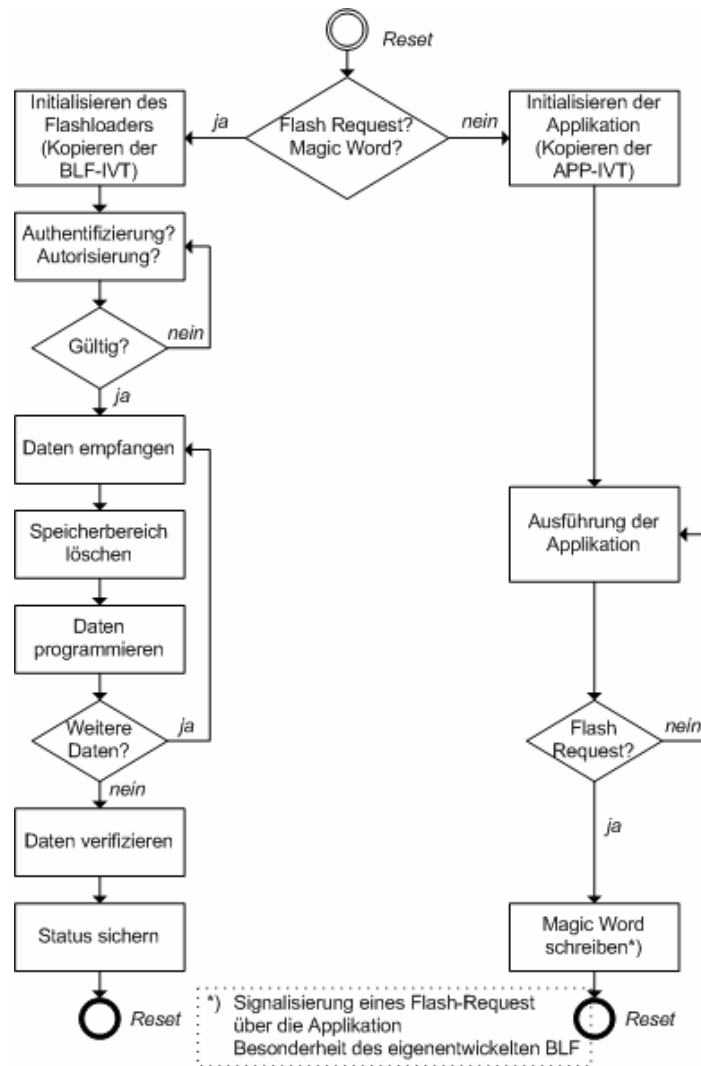 Reset
Flash Request?
Magic Word?
ja
nein
Initialisieren des
Flashloaders
(Kopieren der
BLF-IVT)
Authentifizierung?
Autorisierung?
Gültig?
nein
ja
Daten empfangen
Speicherbereich
löschen
Daten
programmieren
Weitere
Daten?
ja
nein
Daten verifizieren
Status sichern
Reset
Initialisieren der
Applikation
(Kopieren der
APP-IVT)
Ausführung der
Applikation
Flash
Request?
nein
ja
Magic Word
schreiben*)
Reset
*) Signalisierung eines Flash-Request
über die Applikation
Besonderheit des eigenentwickelten BLF